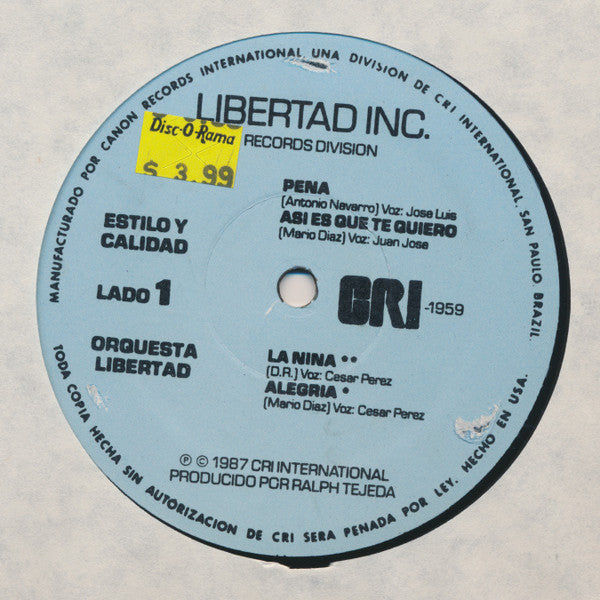 MANUFACTURADO POR CANON RECORDS INTERNATIONAL, UNA DIVISION DE CRI INTERNATIONAL, SAN PAULO, BRAZIL.
LIBERTAD INC.
RECORDS DIVISION
Disc-O-Rama
$ 3.99
PENA
(Antonio Navarro) Voz: Jose Luis
ASI ES QUE TE QUIERO
(Mario Diaz) Voz: Juan Jose
ESTILO Y
CALIDAD
LADO 1
CRI -1959
ORQUESTA
LIBERTAD
LA NINA **
(D.R.) Voz: Cesar Perez
ALEGRIA *
(Mario Diaz) Voz: Cesar Perez
℗ © 1987 CRI INTERNATIONAL
PRODUCIDO POR RALPH TEJEDA
TODA COPIA HECHA SIN AUTORIZACION DE CRI SERA PENADA POR LEY. HECHO EN USA.